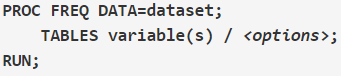 PROC FREQ DATA=dataset;
    TABLES variable(s) / <options>;
RUN;